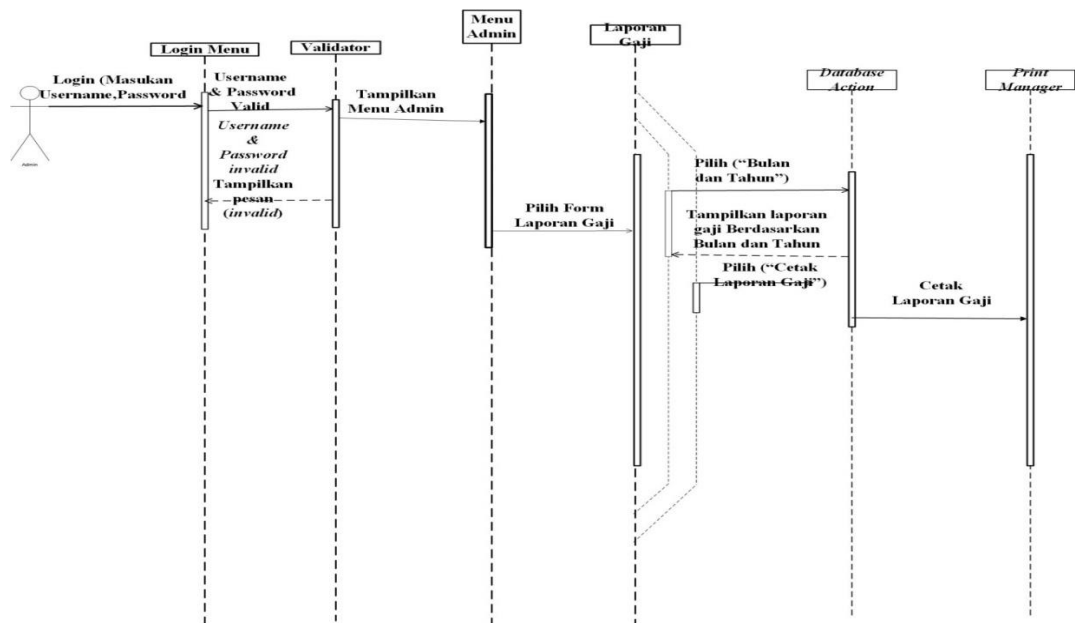 Menu
Admin
Laporan
Gaji
Login Menu
Validator
Database
Action
Print
Manager
Login (Masukan
Username,Password
Username
& Password
Valid
Tampilkan
Menu Admin
Username
&
Password
invalid
Tampilkan
pesan
(invalid)
Admin
Pilih Form
Laporan Gaji
Pilih (“Bulan
dan Tahun”)
Tampilkan laporan
gaji Berdasarkan
Bulan dan Tahun
Pilih (“Cetak
Laporan Gaji”)
Cetak
Laporan Gaji